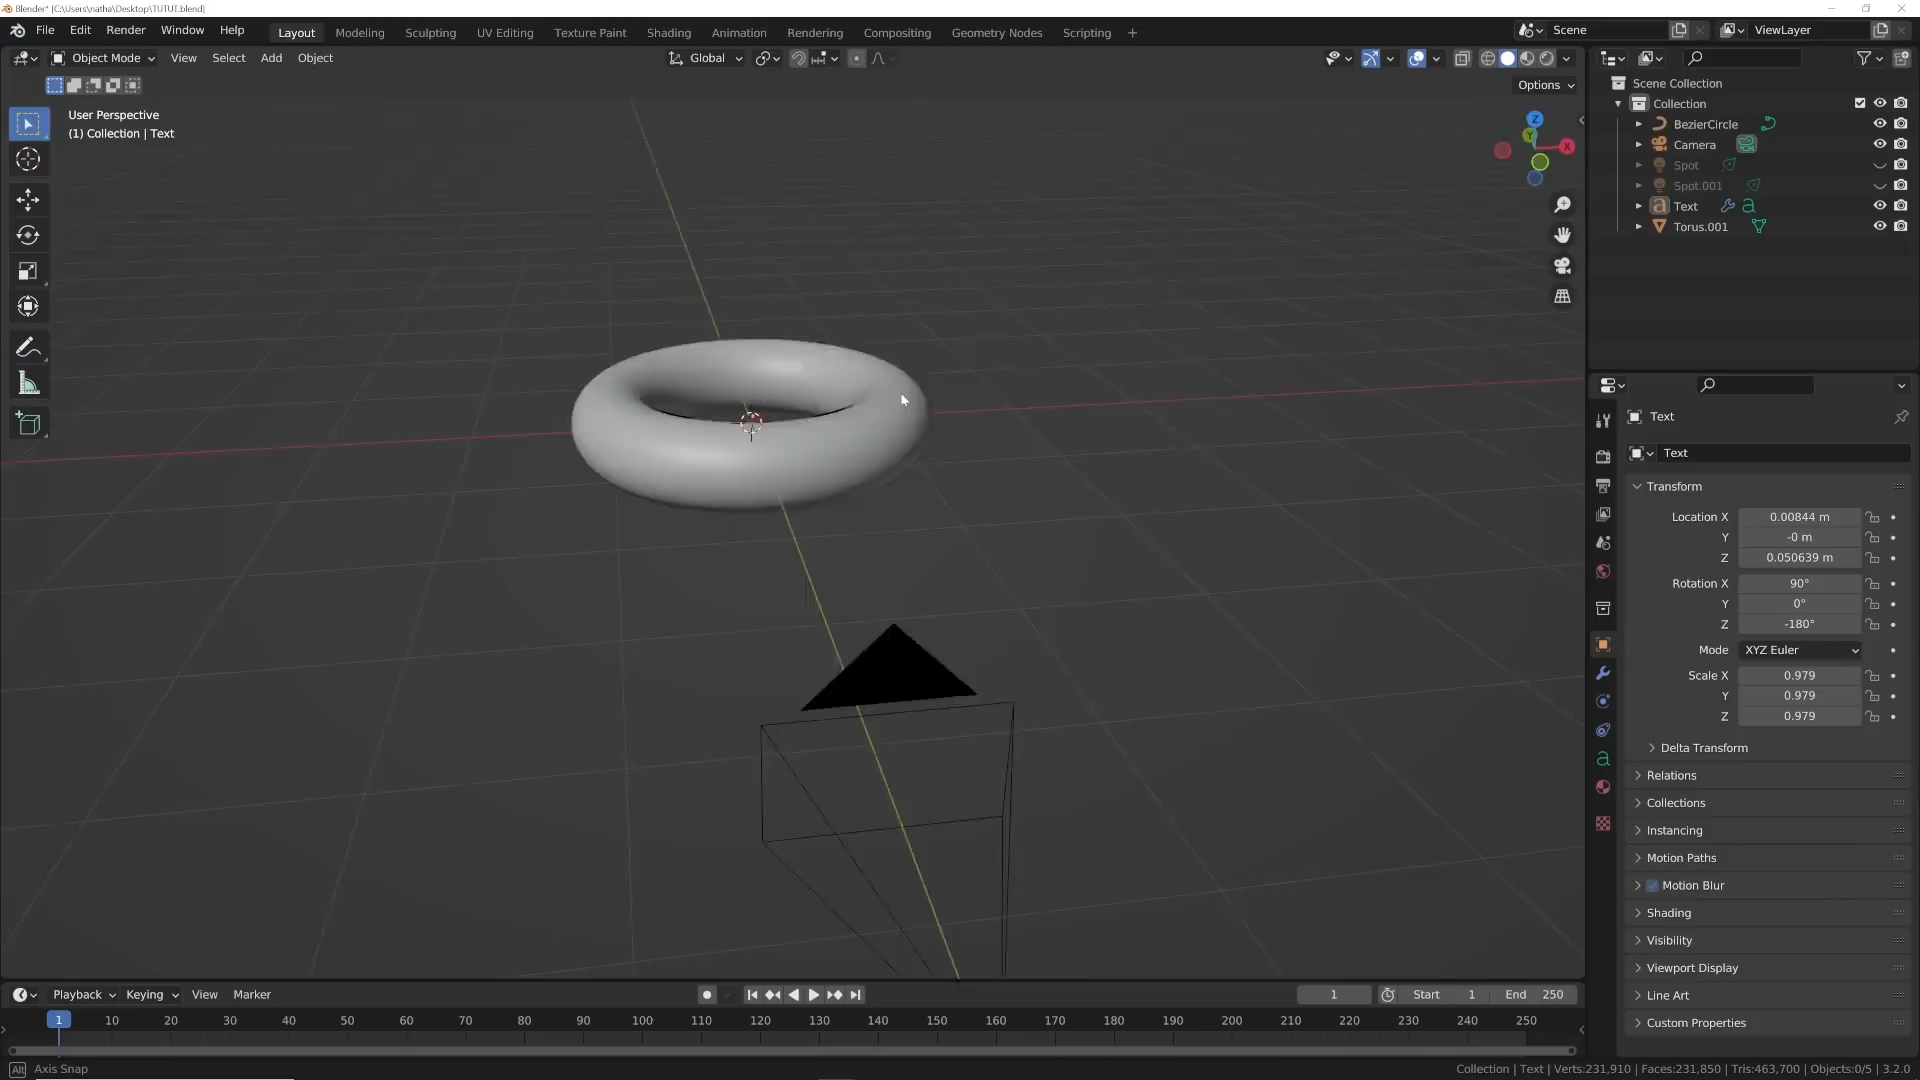 Blender* [C:\Users\natha\Desktop\TUTUT.blend]
File Edit Render Window Help Layout Modeling Sculpting UV Editing Texture Paint Shading Animation Rendering Compositing Geometry Nodes Scripting + Scene ViewLayer
Object Mode View Select Add Object Global
Options
User Perspective
(1) Collection | Text
Z
Y
X
Scene Collection
Collection
BezierCircle
Camera
Spot
Spot.001
Text
Torus.001
Text
Text
Transform
Location X 0.00844 m
Y -0 m
Z 0.050639 m
Rotation X 90°
Y 0°
Z -180°
Mode XYZ Euler
Scale X 0.979
Y 0.979
Z 0.979
Delta Transform
Relations
Collections
Instancing
Motion Paths
Motion Blur
Shading
Visibility
Viewport Display
Line Art
Custom Properties
Playback Keying View Marker 1 Start 1 End 250
1 10 20 30 40 50 60 70 80 90 100 110 120 130 140 150 160 170 180 190 200 210 220 230 240 250
Alt Axis Snap
Collection | Text | Verts:231,910 | Faces:231,850 | Tris:463,700 | Objects:0/5 | 3.2.0